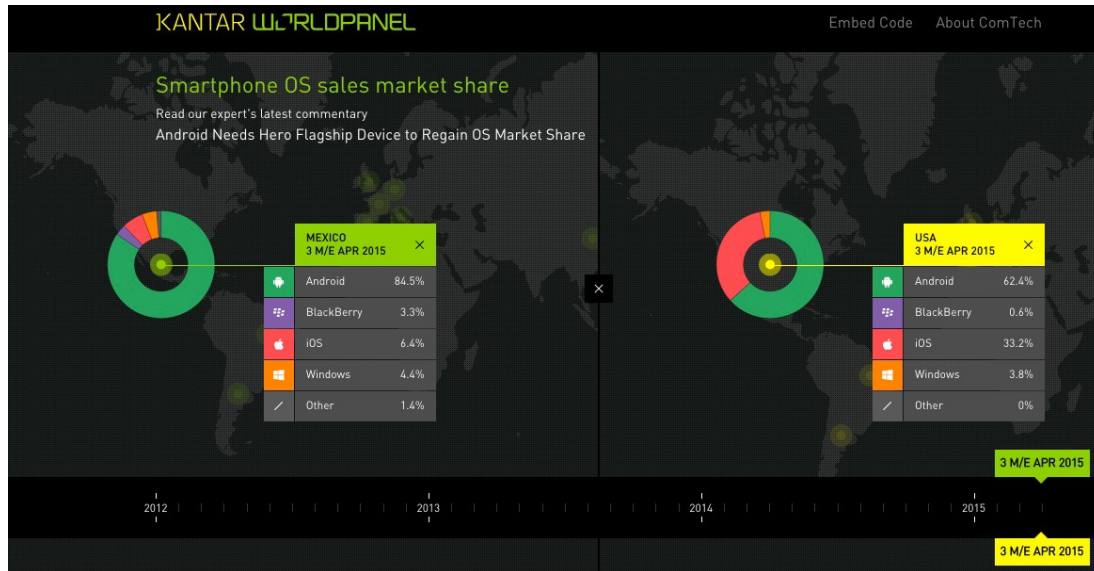 KANTAR WORLDPANEL
Embed Code About ComTech
Smartphone OS sales market share
Read our expert's latest commentary
Android Needs Hero Flagship Device to Regain OS Market Share
MEXICO
3 M/E APR 2015
Android 84.5%
BlackBerry 3.3%
iOS 6.4%
Windows 4.4%
Other 1.4%
USA
3 M/E APR 2015
Android 62.4%
BlackBerry 0.6%
iOS 33.2%
Windows 3.8%
Other 0%
3 M/E APR 2015
2012 2013 2014 2015
3 M/E APR 2015